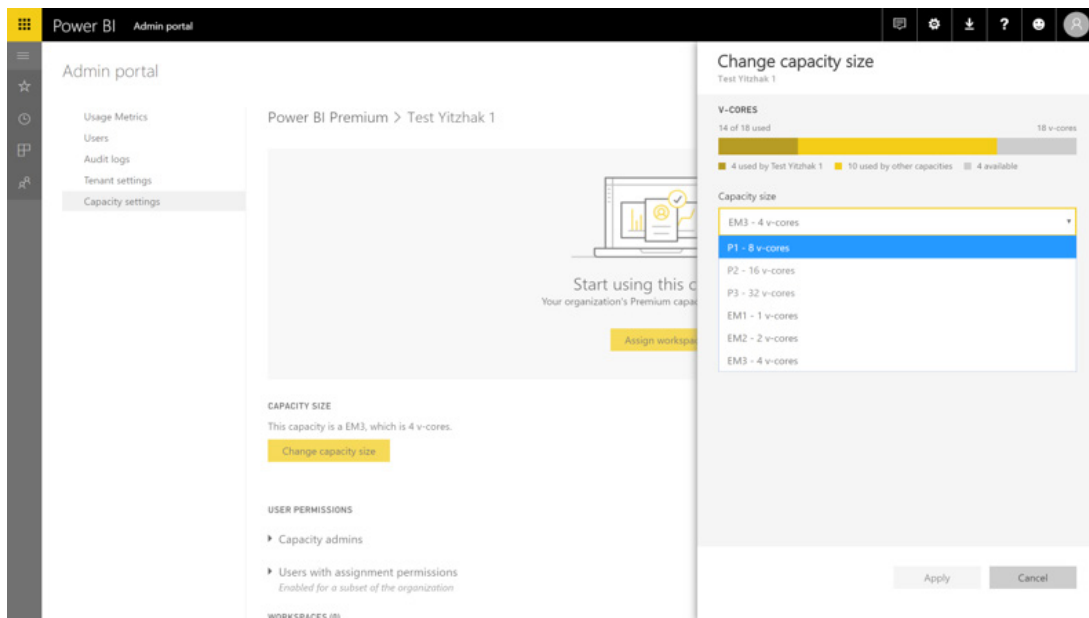 Power BI Admin portal
Admin portal
Usage Metrics
Users
Audit logs
Tenant settings
Capacity settings
Power BI Premium > Test Yitzhak 1
Start using this c
Your organization's Premium capac
Assign workspa
CAPACITY SIZE
This capacity is a EM3, which is 4 v-cores.
Change capacity size
USER PERMISSIONS
Capacity admins
Users with assignment permissions
Enabled for a subset of the organization
WORKSPACES (0)
Change capacity size
Test Yitzhak 1
V-CORES
14 of 18 used 18 v-cores
4 used by Test Yitzhak 1 10 used by other capacities 4 available
Capacity size
EM3 - 4 v-cores
P1 - 8 v-cores
P2 - 16 v-cores
P3 - 32 v-cores
EM1 - 1 v-cores
EM2 - 2 v-cores
EM3 - 4 v-cores
Apply Cancel